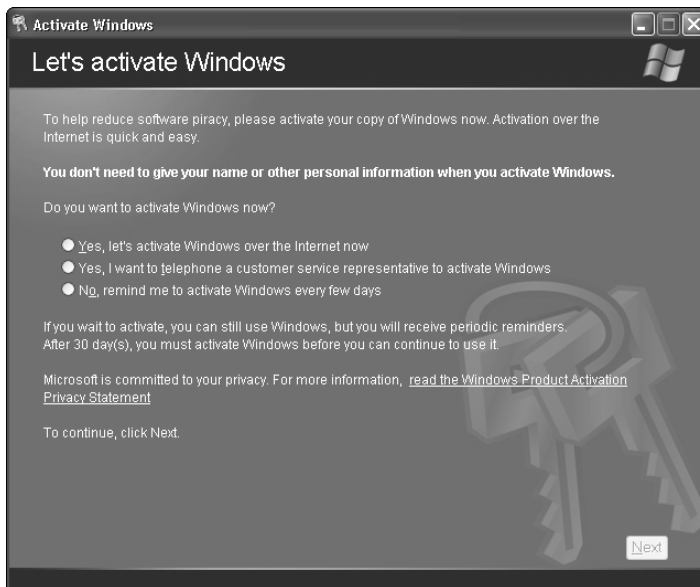 Activate Windows
Let's activate Windows
To help reduce software piracy, please activate your copy of Windows now. Activation over the
Internet is quick and easy.
You don't need to give your name or other personal information when you activate Windows.
Do you want to activate Windows now?
Yes, let's activate Windows over the Internet now
Yes, I want to telephone a customer service representative to activate Windows
No, remind me to activate Windows every few days
If you wait to activate, you can still use Windows, but you will receive periodic reminders.
After 30 day(s), you must activate Windows before you can continue to use it.
Microsoft is committed to your privacy. For more information, read the Windows Product Activation
Privacy Statement
To continue, click Next.
Next